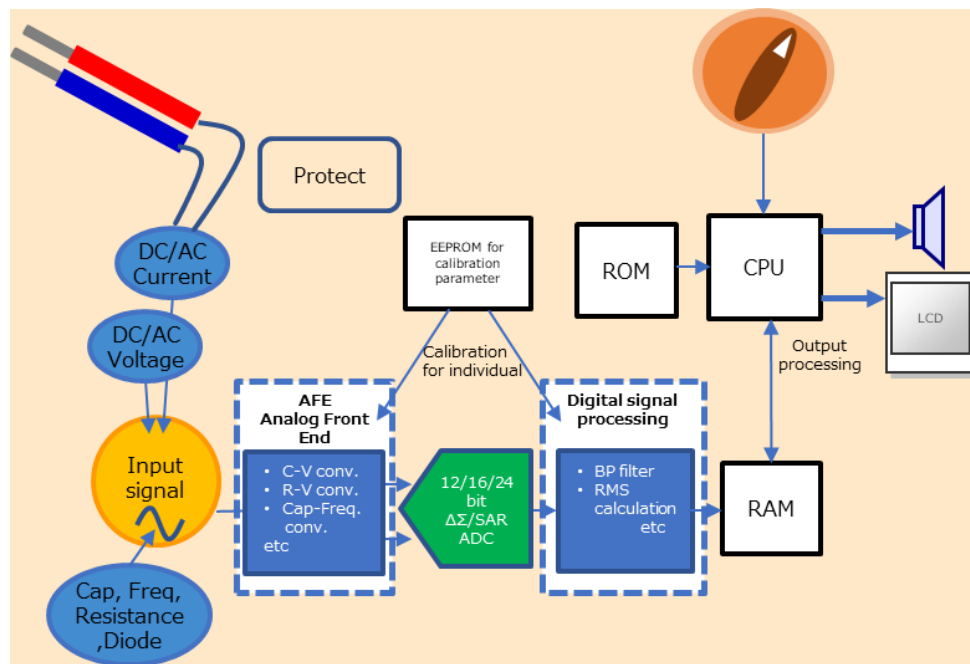 Protect
DC/AC
Current
EEPROM for
calibration
parameter
ROM
CPU
LCD
DC/AC
Voltage
Calibration
for individual
Output
processing
AFE
Analog Front
End
Digital signal
processing
Input
signal
• C-V conv.
• R-V conv.
• Cap-Freq.
conv.
etc
12/16/24
bit
ΔΣ/SAR
ADC
• BP filter
• RMS
calculation
etc
RAM
Cap, Freq,
Resistance
,Diode